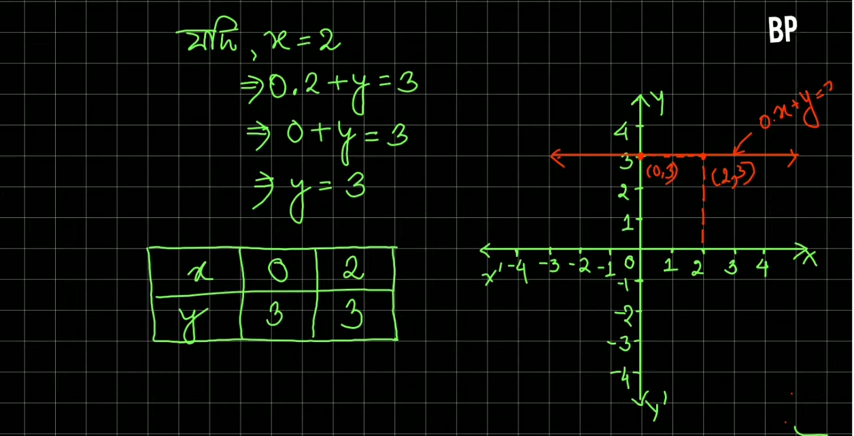 BP
যদি, x = 2
⇒ 0.2 + y = 3
⇒ 0 + y = 3
⇒ y = 3
x 0 2
y 3 3
Y
0.x + y = 3
4
3
(0,3) (2,3)
2
1
X' -4 -3 -2 -1 0 1 2 3 4 X
-1
-2
-3
-4
Y'